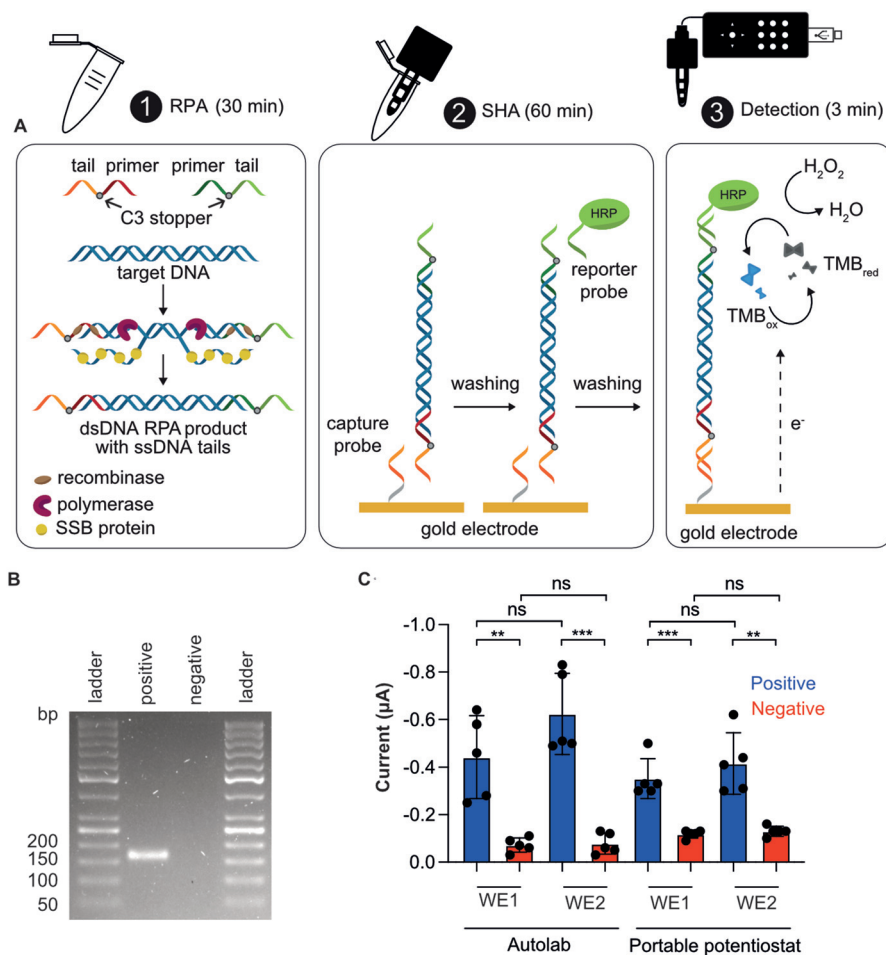 1 RPA (30 min)
2 SHA (60 min)
3 Detection (3 min)
A
tail primer primer tail
C3 stopper
target DNA
dsDNA RPA product
with ssDNA tails
recombinase
polymerase
SSB protein
HRP
reporter
probe
washing
washing
capture
probe
gold electrode
HRP
H₂O₂
H₂O
TMBred
TMBox
e⁻
gold electrode
B
ladder
positive
negative
ladder
bp
200
150
100
50
C
ns
ns
ns
ns
** *** *** **
-1.0
-0.8
-0.6
-0.4
-0.2
0.0
Current (µA)
Positive
Negative
WE1 WE2 WE1 WE2
Autolab Portable potentiostat